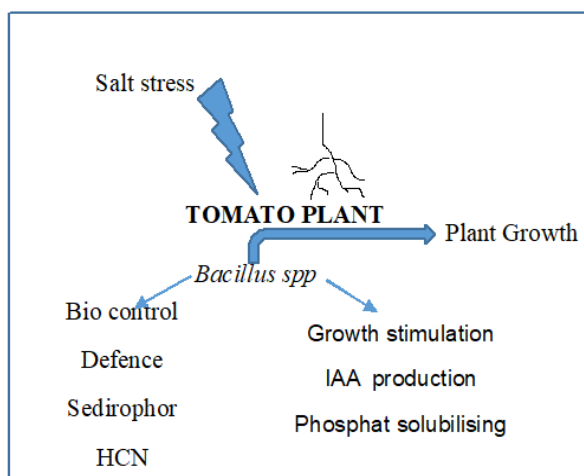 Salt stress
TOMATO PLANT
Plant Growth
Bacillus spp
Bio control
Defence
Sedirophor
HCN
Growth stimulation
IAA production
Phosphat solubilising